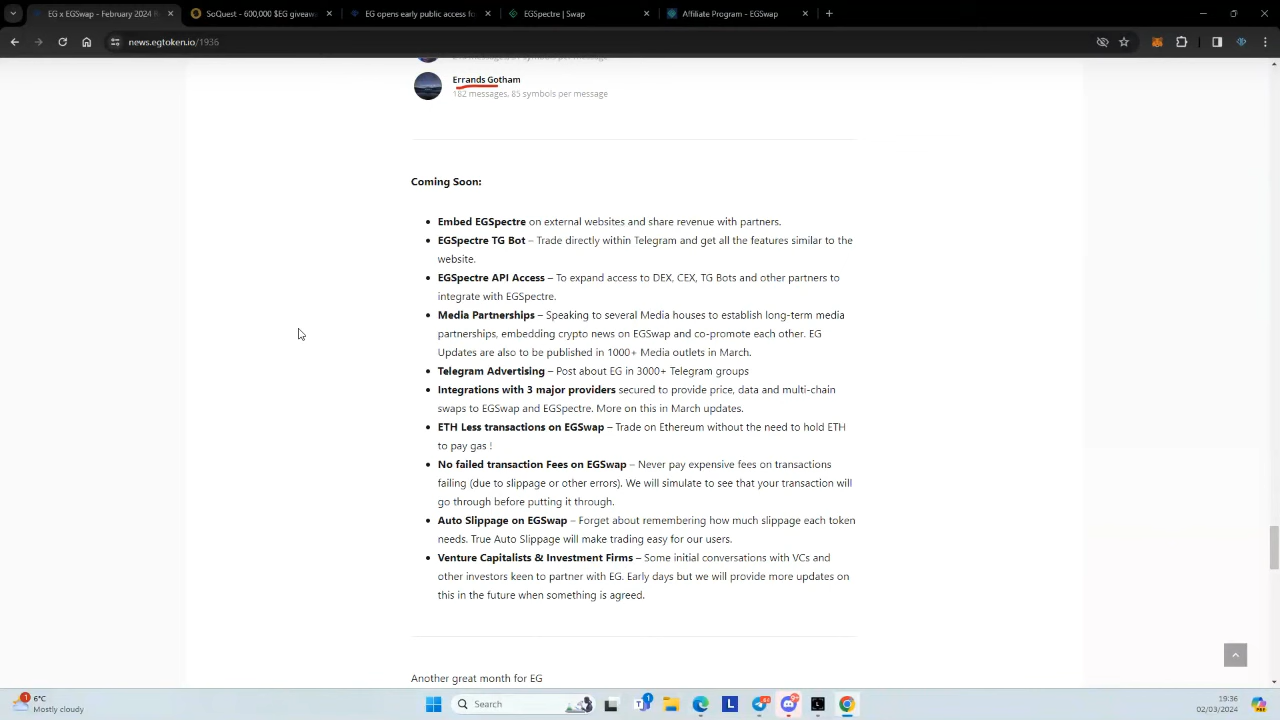 EG x EGSwap – February 2024 R
SoQuest - 600,000 $EG giveaw
EG opens early public access fo
EGSpectre | Swap
Affiliate Program - EGSwap
news.egtoken.io/1936
symbols per message
Errands Gotham
182 messages, 85 symbols per message
Coming Soon:
Embed EGSpectre on external websites and share revenue with partners.
EGSpectre TG Bot – Trade directly within Telegram and get all the features similar to the
website.
EGSpectre API Access – To expand access to DEX, CEX, TG Bots and other partners to
integrate with EGSpectre.
Media Partnerships – Speaking to several Media houses to establish long-term media
partnerships, embedding crypto news on EGSwap and co-promote each other. EG
Updates are also to be published in 1000+ Media outlets in March.
Telegram Advertising – Post about EG in 3000+ Telegram groups
Integrations with 3 major providers secured to provide price, data and multi-chain
swaps to EGSwap and EGSpectre. More on this in March updates.
ETH Less transactions on EGSwap – Trade on Ethereum without the need to hold ETH
to pay gas !
No failed transaction Fees on EGSwap – Never pay expensive fees on transactions
failing (due to slippage or other errors). We will simulate to see that your transaction will
go through before putting it through.
Auto Slippage on EGSwap – Forget about remembering how much slippage each token
needs. True Auto Slippage will make trading easy for our users.
Venture Capitalists & Investment Firms – Some initial conversations with VCs and
other investors keen to partner with EG. Early days but we will provide more updates on
this in the future when something is agreed.
Another great month for EG
1
6°C
Mostly cloudy
Search
1
L
9+
L
19:36
02/03/2024